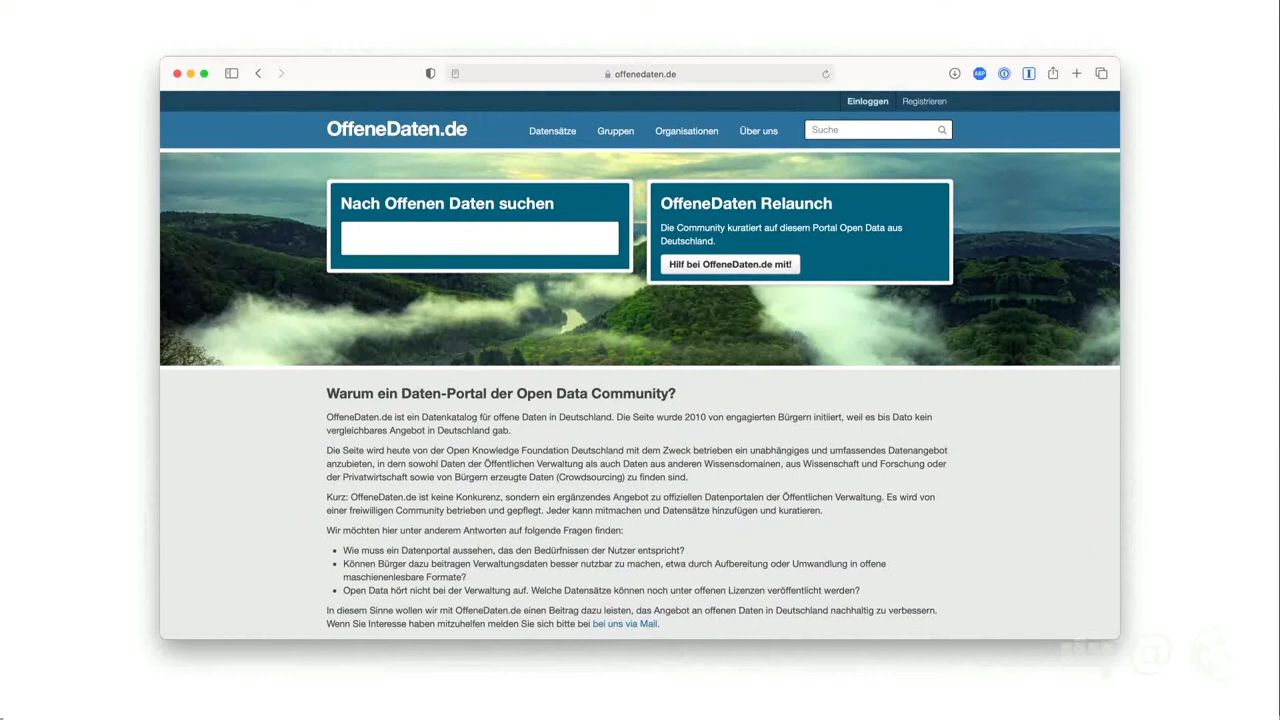 offenedaten.de
Einloggen Registrieren
OffeneDaten.de Datensätze Gruppen Organisationen Über uns Suche
Nach Offenen Daten suchen
OffeneDaten Relaunch
Die Community kuratiert auf diesem Portal Open Data aus
Deutschland.
Hilf bei OffeneDaten.de mit!
Warum ein Daten-Portal der Open Data Community?
OffeneDaten.de ist ein Datenkatalog für offene Daten in Deutschland. Die Seite wurde 2010 von engagierten Bürgern initiiert, weil es bis Dato kein
vergleichbares Angebot in Deutschland gab.
Die Seite wird heute von der Open Knowledge Foundation Deutschland mit dem Zweck betrieben ein unabhängiges und umfassendes Datenangebot
anzubieten, in dem sowohl Daten der Öffentlichen Verwaltung als auch Daten aus anderen Wissensdomainen, aus Wissenschaft und Forschung oder
der Privatwirtschaft sowie von Bürgern erzeugte Daten (Crowdsourcing) zu finden sind.
Kurz: OffeneDaten.de ist keine Konkurenz, sondern ein ergänzendes Angebot zu offiziellen Datenportalen der Öffentlichen Verwaltung. Es wird von
einer freiwilligen Community betrieben und gepflegt. Jeder kann mitmachen und Datensätze hinzufügen und kuratieren.
Wir möchten hier unter anderem Antworten auf folgende Fragen finden:
Wie muss ein Datenportal aussehen, das den Bedürfnissen der Nutzer entspricht?
Können Bürger dazu beitragen Verwaltungsdaten besser nutzbar zu machen, etwa durch Aufbereitung oder Umwandlung in offene
maschienenlesbare Formate?
Open Data hört nicht bei der Verwaltung auf. Welche Datensätze können noch unter offenen Lizenzen veröffentlicht werden?
In diesem Sinne wollen wir mit OffeneDaten.de einen Beitrag dazu leisten, das Angebot an offenen Daten in Deutschland nachhaltig zu verbessern.
Wenn Sie Interesse haben mitzuhelfen melden Sie sich bitte bei bei uns via Mail.